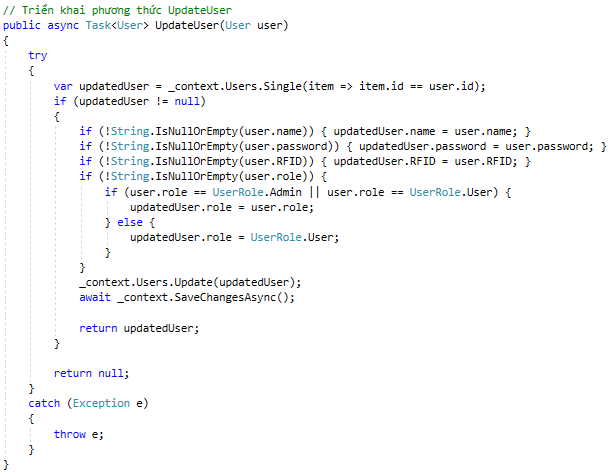 // Triển khai phương thức UpdateUser
public async Task<User> UpdateUser(User user)
{
    try
    {
        var updatedUser = _context.Users.Single(item => item.id == user.id);
        if (updatedUser != null)
        {
            if (!String.IsNullOrEmpty(user.name)) { updatedUser.name = user.name; }
            if (!String.IsNullOrEmpty(user.password)) { updatedUser.password = user.password; }
            if (!String.IsNullOrEmpty(user.RFID)) { updatedUser.RFID = user.RFID; }
            if (!String.IsNullOrEmpty(user.role)) {
                if (user.role == UserRole.Admin || user.role == UserRole.User) {
                    updatedUser.role = user.role;
                } else {
                    updatedUser.role = UserRole.User;
                }
            }
            _context.Users.Update(updatedUser);
            await _context.SaveChangesAsync();

            return updatedUser;
        }

        return null;
    }
    catch (Exception e)
    {
        throw e;
    }
}